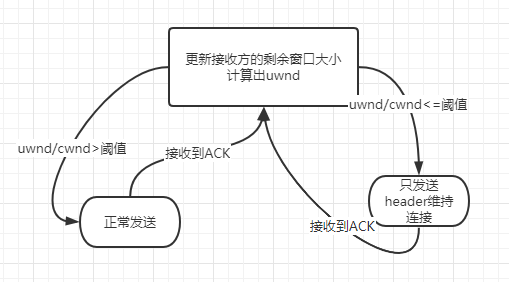 更新接收方的剩余窗口大小
计算出uwnd
uwnd/cwnd<=阈值
uwnd/cwnd>阈值
接收到ACK
只发送
header维持
连接
正常发送
接收到ACK